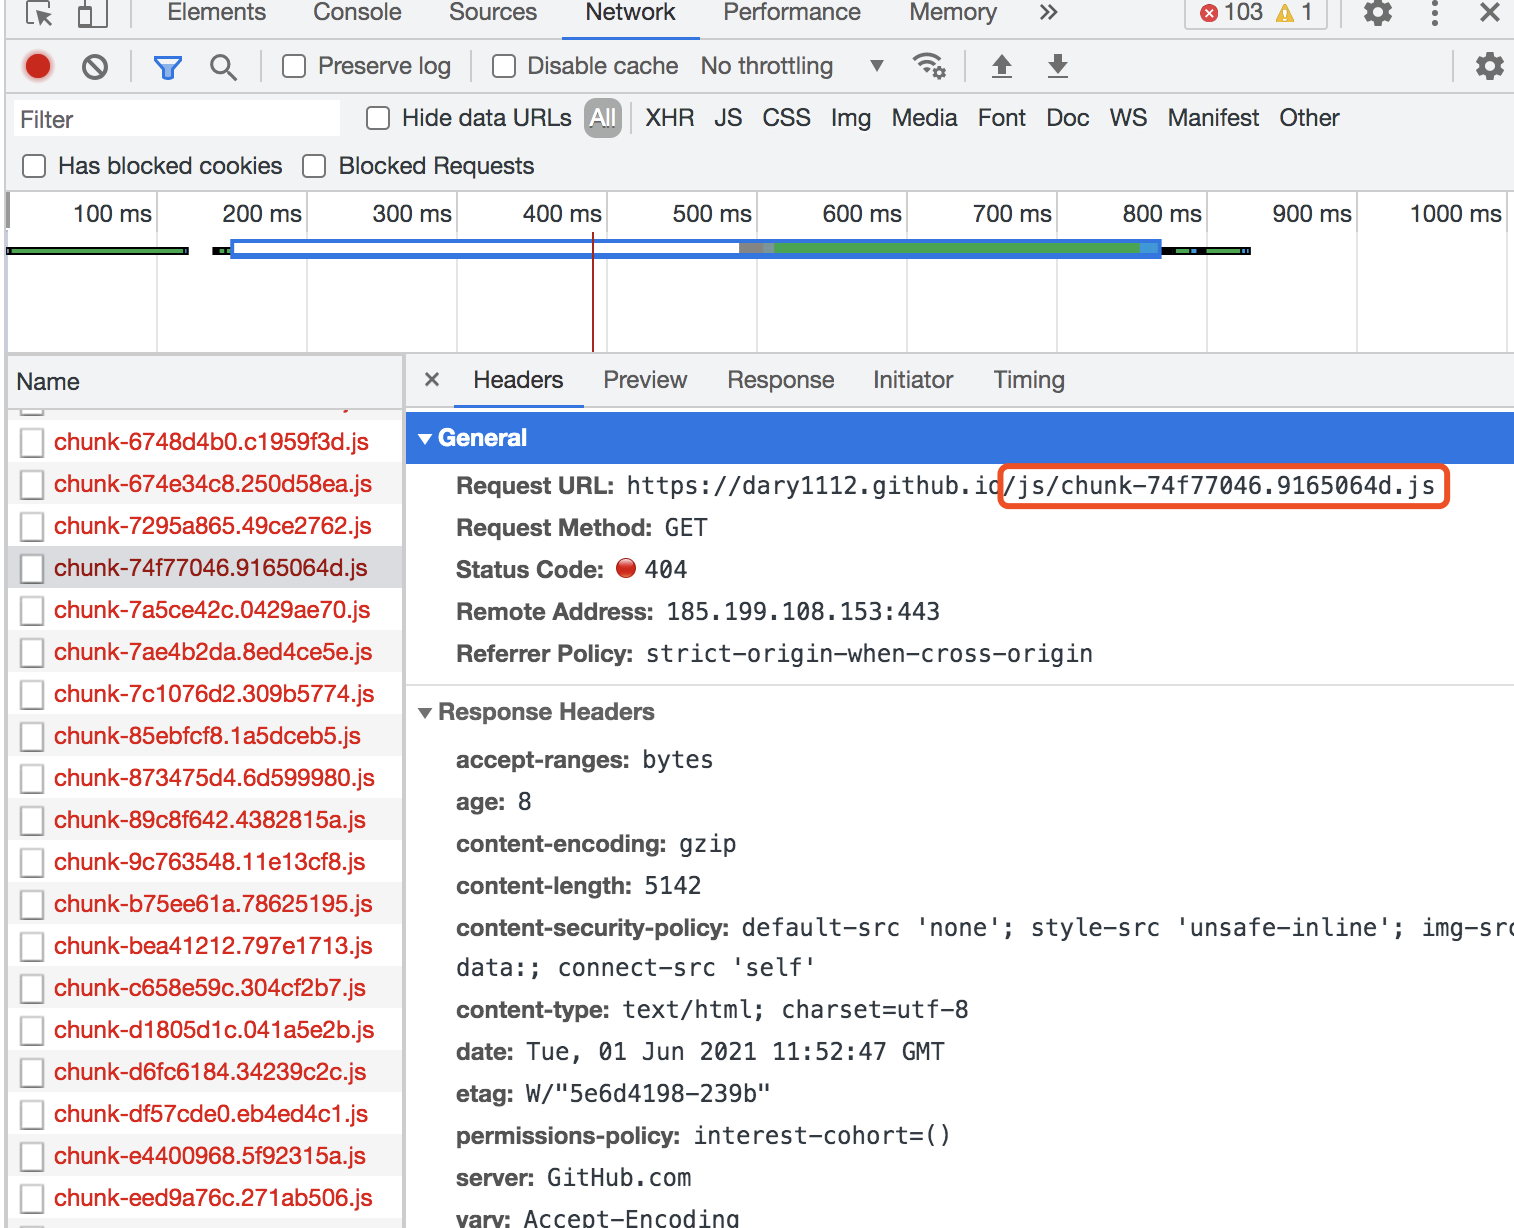 Elements Console Sources Network Performance Memory 103 1
Preserve log Disable cache No throttling
Filter Hide data URLs All XHR JS CSS Img Media Font Doc WS Manifest Other
Has blocked cookies Blocked Requests
100 ms 200 ms 300 ms 400 ms 500 ms 600 ms 700 ms 800 ms 900 ms 1000 ms
Name
Headers Preview Response Initiator Timing
chunk-6748d4b0.c1959f3d.js
chunk-674e34c8.250d58ea.js
chunk-7295a865.49ce2762.js
chunk-74f77046.9165064d.js
chunk-7a5ce42c.0429ae70.js
chunk-7ae4b2da.8ed4ce5e.js
chunk-7c1076d2.309b5774.js
chunk-85ebfcf8.1a5dceb5.js
chunk-873475d4.6d599980.js
chunk-89c8f642.4382815a.js
chunk-9c763548.11e13cf8.js
chunk-b75ee61a.78625195.js
chunk-bea41212.797e1713.js
chunk-c658e59c.304cf2b7.js
chunk-d1805d1c.041a5e2b.js
chunk-d6fc6184.34239c2c.js
chunk-df57cde0.eb4ed4c1.js
chunk-e4400968.5f92315a.js
chunk-eed9a76c.271ab506.js
General
Request URL: https://dary1112.github.io/js/chunk-74f77046.9165064d.js
Request Method: GET
Status Code: 404
Remote Address: 185.199.108.153:443
Referrer Policy: strict-origin-when-cross-origin
Response Headers
accept-ranges: bytes
age: 8
content-encoding: gzip
content-length: 5142
content-security-policy: default-src 'none'; style-src 'unsafe-inline'; img-src
data:; connect-src 'self'
content-type: text/html; charset=utf-8
date: Tue, 01 Jun 2021 11:52:47 GMT
etag: W/"5e6d4198-239b"
permissions-policy: interest-cohort=()
server: GitHub.com
vary: Accept-Encoding